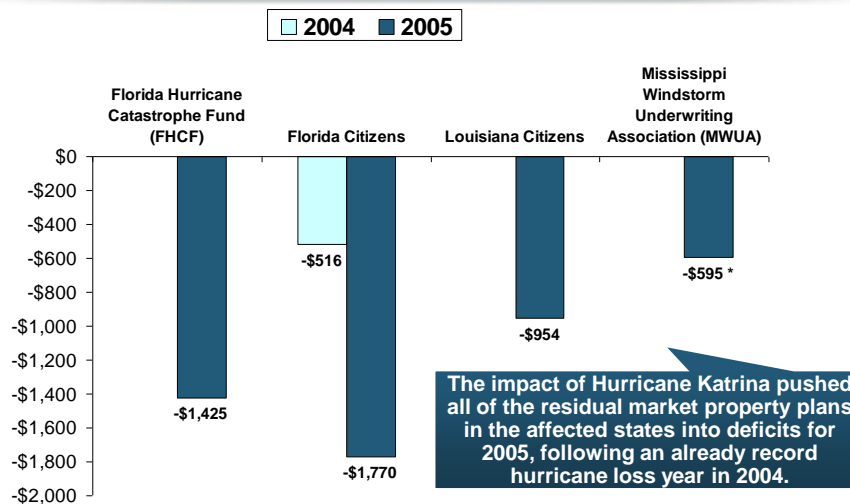 2004 2005
Florida Hurricane
Catastrophe Fund
(FHCF)
Florida Citizens
Louisiana Citizens
Mississippi
Windstorm
Underwriting
Association (MWUA)
$0
-$200
-$400
-$600
-$800
-$1,000
-$1,200
-$1,400
-$1,600
-$1,800
-$2,000
-$1,425
-$516
-$1,770
-$954
-$595 *
The impact of Hurricane Katrina pushed
all of the residual market property plans
in the affected states into deficits for
2005, following an already record
hurricane loss year in 2004.